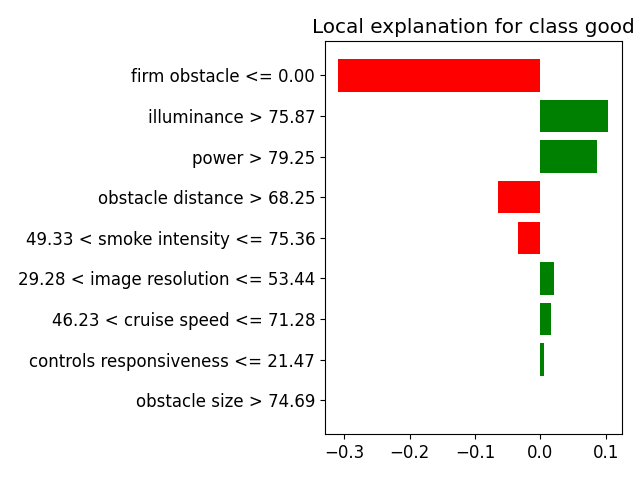 Local explanation for class good
firm obstacle <= 0.00
illuminance > 75.87
power > 79.25
obstacle distance > 68.25
49.33 < smoke intensity <= 75.36
29.28 < image resolution <= 53.44
46.23 < cruise speed <= 71.28
controls responsiveness <= 21.47
obstacle size > 74.69
−0.3 −0.2 −0.1 0.0 0.1